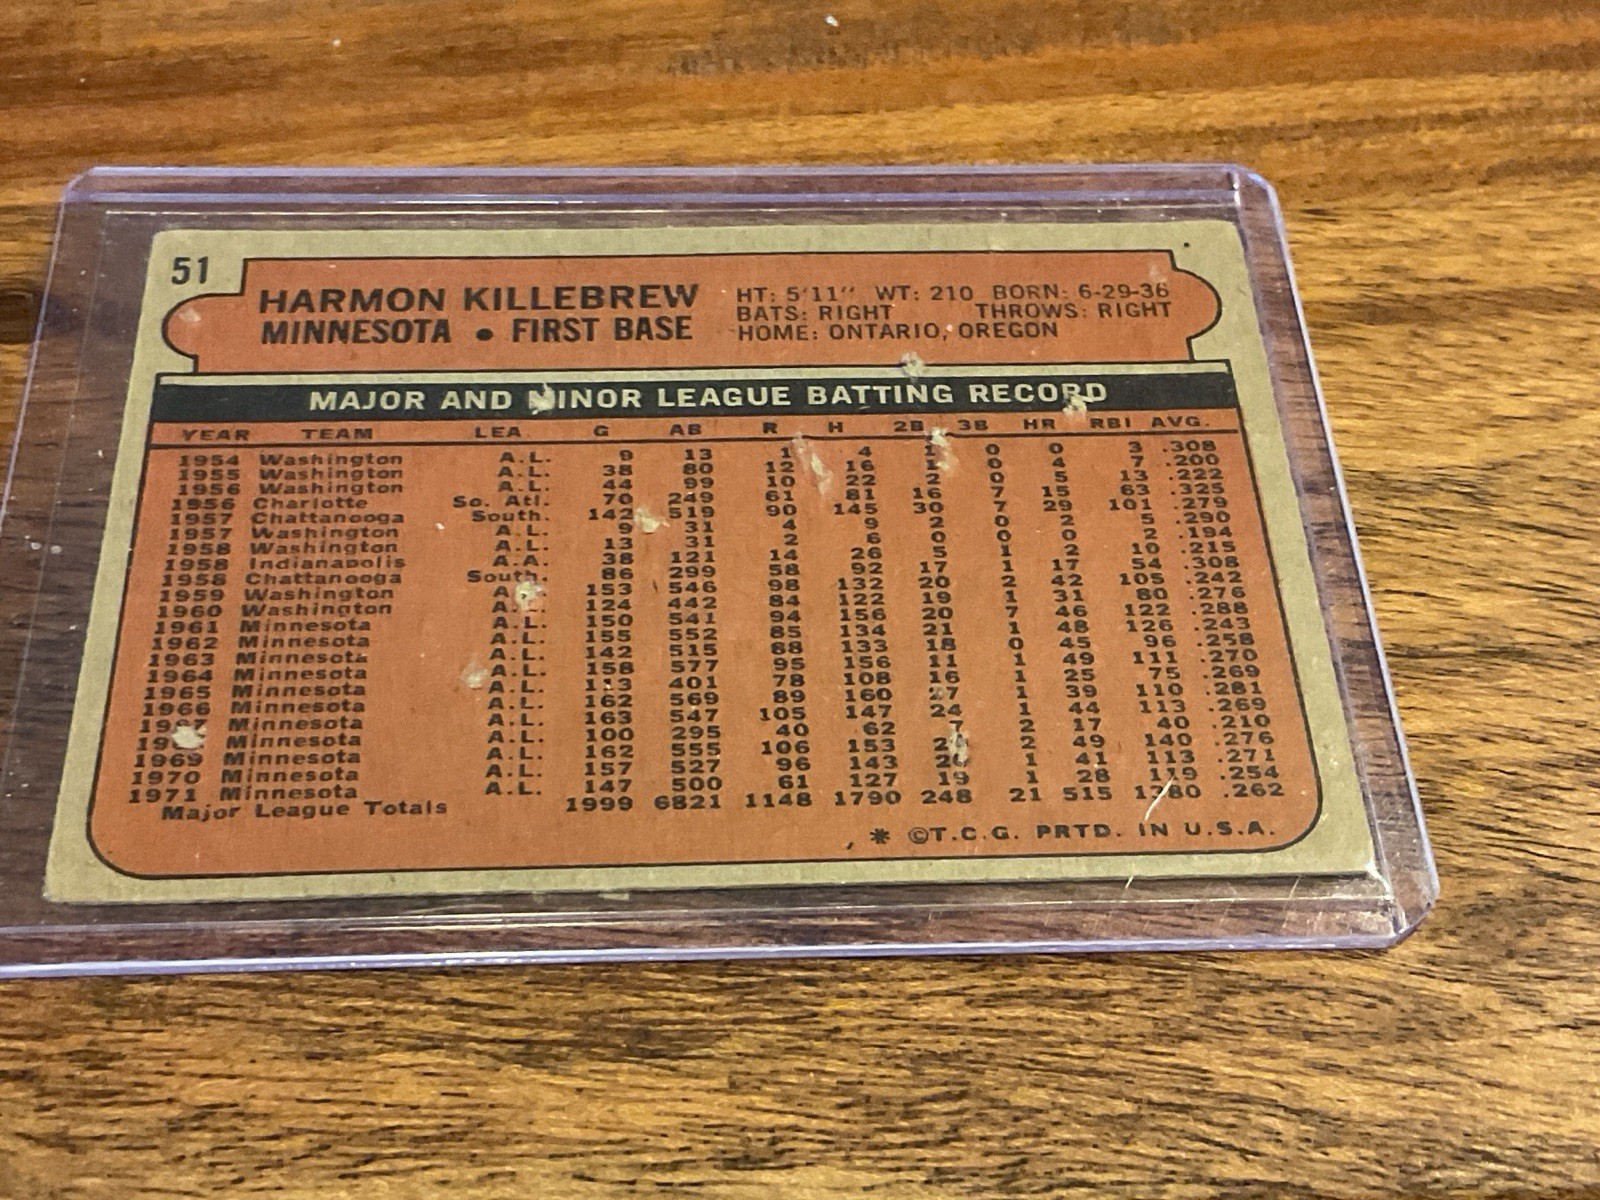 51
HARMON KILLEBREW
MINNESOTA • FIRST BASE
HT: 5'11" WT: 210 BORN: 6-29-36
BATS: RIGHT THROWS: RIGHT
HOME: ONTARIO, OREGON
MAJOR AND MINOR LEAGUE BATTING RECORD
YEAR TEAM LEA. G AB R H 2B 3B HR RBI AVG.
1954 Washington A.L. 9 13 1 4 1 0 0 3 .308
1955 Washington A.L. 38 80 12 16 1 0 4 7 .200
1956 Washington A.L. 44 99 10 22 2 0 5 13 .222
1956 Charlotte So. Atl. 70 249 61 81 16 7 15 63 .325
1957 Chattanooga South. 142 519 90 145 30 7 29 101 .279
1957 Washington A.L. 9 31 4 9 2 0 2 5 .290
1958 Washington A.L. 13 31 2 6 0 0 0 2 .194
1958 Indianapolis A.A. 38 121 14 26 5 1 2 10 .215
1958 Chattanooga South. 86 299 58 92 17 1 17 54 .308
1959 Washington A.L. 153 546 98 132 20 2 42 105 .242
1960 Washington A.L. 124 442 84 122 19 1 31 80 .276
1961 Minnesota A.L. 150 541 94 156 20 7 46 122 .288
1962 Minnesota A.L. 155 552 85 134 21 1 48 126 .243
1963 Minnesota A.L. 142 515 88 133 18 0 45 96 .258
1964 Minnesota A.L. 158 577 95 156 11 1 49 111 .270
1965 Minnesota A.L. 113 401 78 108 16 1 25 75 .269
1966 Minnesota A.L. 162 569 89 160 27 1 39 110 .281
1967 Minnesota A.L. 163 547 105 147 24 1 44 113 .269
Minnesota A.L. 100 295 40 62 7 2 17 40 .210
1969 Minnesota A.L. 162 555 106 153 2 49 140 .276
1970 Minnesota A.L. 157 527 96 143 20 1 41 113 .271
1971 Minnesota A.L. 147 500 61 127 19 1 28 119 .254
Major League Totals 1999 6821 1148 1790 248 21 515 1380 .262
* ©T.C.G. PRTD. IN U.S.A.